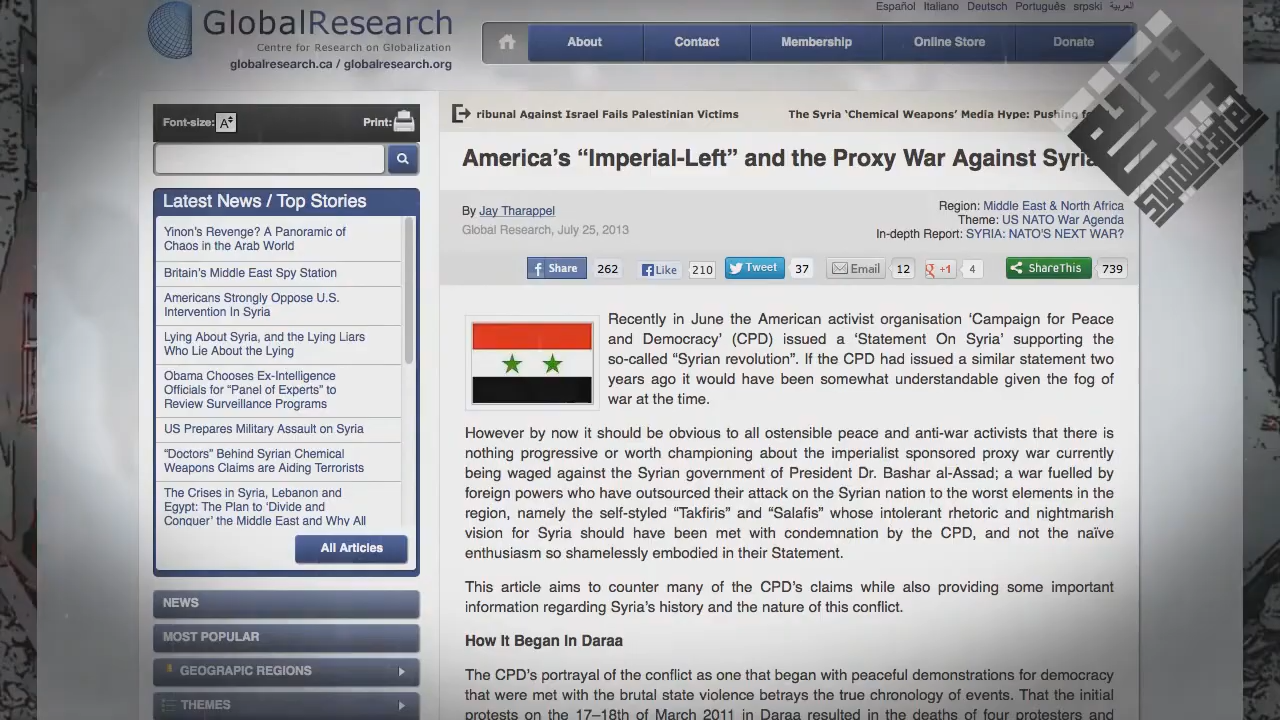 Español Italiano Deutsch Português srpski العربية
GlobalResearch
Centre for Research on Globalization
globalresearch.ca / globalresearch.org
About Contact Membership Online Store Donate
Font-size: A Print:
ribunal Against Israel Fails Palestinian Victims The Syria ‘Chemical Weapons’ Media Hype: Pushing
America’s “Imperial-Left” and the Proxy War Against Syria
By Jay Tharappel
Global Research, July 25, 2013
Region: Middle East & North Africa
Theme: US NATO War Agenda
In-depth Report: SYRIA: NATO'S NEXT WAR?
Share 262 Like 210 Tweet 37 Email 12 +1 4 ShareThis 739
Latest News / Top Stories
Yinon’s Revenge? A Panoramic of
Chaos in the Arab World
Britain’s Middle East Spy Station
Americans Strongly Oppose U.S.
Intervention In Syria
Lying About Syria, and the Lying Liars
Who Lie About the Lying
Obama Chooses Ex-Intelligence
Officials for “Panel of Experts” to
Review Surveillance Programs
US Prepares Military Assault on Syria
“Doctors” Behind Syrian Chemical
Weapons Claims are Aiding Terrorists
The Crises in Syria, Lebanon and
Egypt: The Plan to ‘Divide and
Conquer’ the Middle East and Why All
All Articles
NEWS
MOST POPULAR
GEOGRAPIC REGIONS
THEMES
Recently in June the American activist organisation ‘Campaign for Peace
and Democracy’ (CPD) issued a ‘Statement On Syria’ supporting the
so-called “Syrian revolution”. If the CPD had issued a similar statement two
years ago it would have been somewhat understandable given the fog of
war at the time.
However by now it should be obvious to all ostensible peace and anti-war activists that there is
nothing progressive or worth championing about the imperialist sponsored proxy war currently
being waged against the Syrian government of President Dr. Bashar al-Assad; a war fuelled by
foreign powers who have outsourced their attack on the Syrian nation to the worst elements in the
region, namely the self-styled “Takfiris” and “Salafis” whose intolerant rhetoric and nightmarish
vision for Syria should have been met with condemnation by the CPD, and not the naïve
enthusiasm so shamelessly embodied in their Statement.
This article aims to counter many of the CPD’s claims while also providing some important
information regarding Syria’s history and the nature of this conflict.
How It Began In Daraa
The CPD’s portrayal of the conflict as one that began with peaceful demonstrations for democracy
that were met with the brutal state violence betrays the true chronology of events. That the initial
protests on the 17–18th of March 2011 in Daraa resulted in the deaths of four protesters and